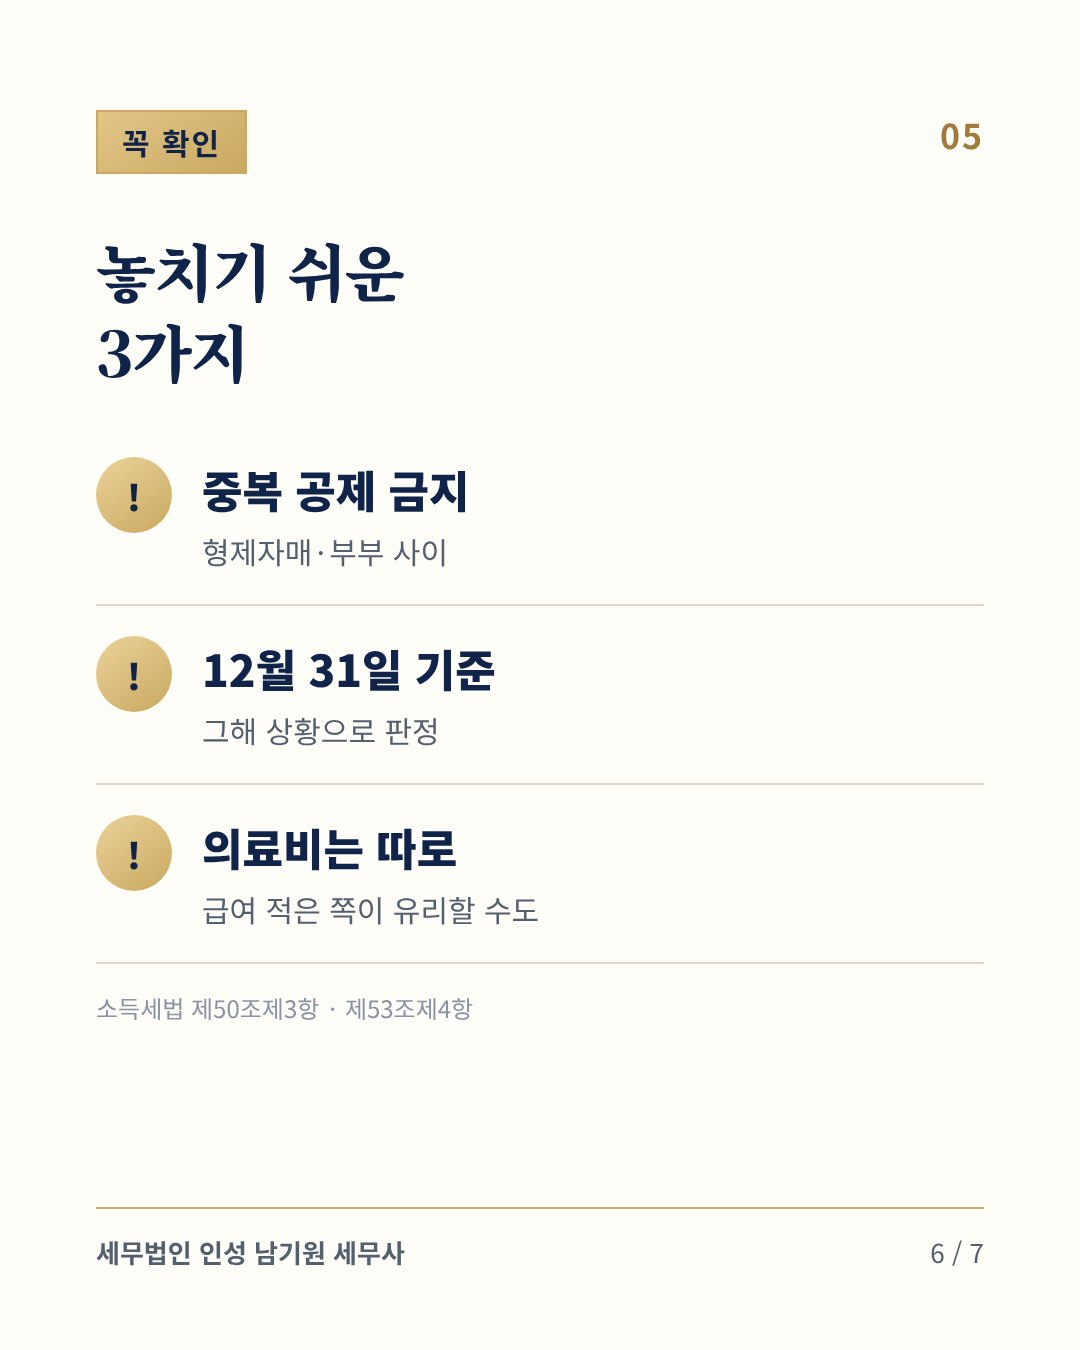 꼭 확인
05
놓치기 쉬운
3가지
!
중복 공제 금지
형제자매·부부 사이
!
12월 31일 기준
그해 상황으로 판정
!
의료비는 따로
급여 적은 쪽이 유리할 수도
소득세법 제50조제3항 · 제53조제4항
세무법인 인성 남기원 세무사
6 / 7